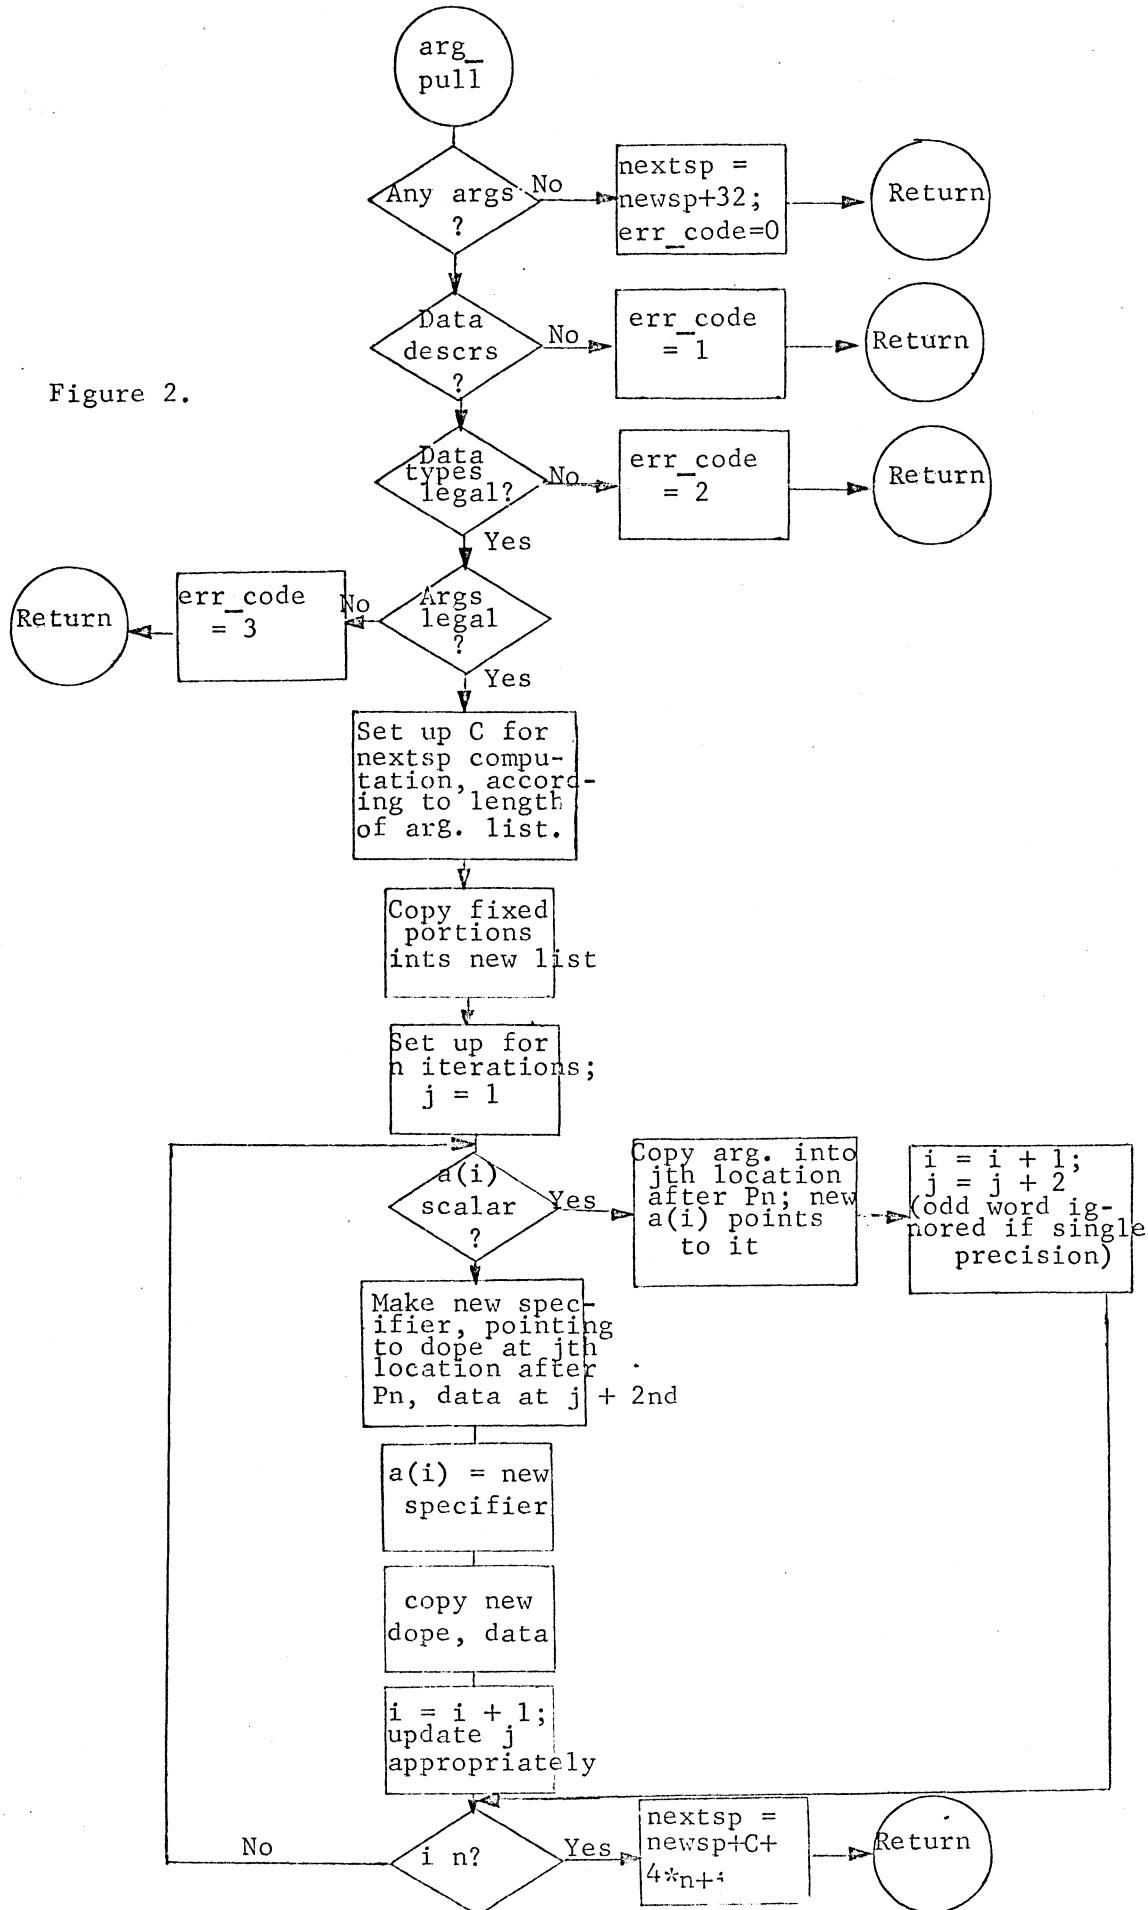 arg_
pull
Any args
?
No
nextsp =
newsp+32;
err_code=0
Return
Data
descrs
?
No
err_code
= 1
Return
Figure 2.
Data
types
legal?
No
err_code
= 2
Return
Yes
Args
legal
?
No
err_code
= 3
Return
Yes
Set up C for
nextsp compu-
tation, accord-
ing to length
of arg. list.
Copy fixed
portions
ints new list
Set up for
n iterations;
j = 1
a(i)
scalar
?
Yes
Copy arg. into
jth location
after Pn; new
a(i) points
to it
i = i + 1;
j = j + 2
(odd word ig-
nored if single
precision)
Make new spec-
ifier, pointing
to dope at jth
location after
Pn, data at j + 2nd
a(i) = new
specifier
copy new
dope, data
i = i + 1;
update j
appropriately
i n?
No
Yes
nextsp =
newsp+C+
4*n+
Return